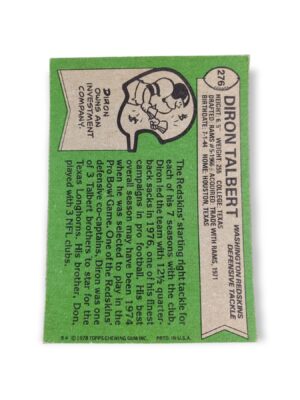 276
DIRON TALBERT
WASHINGTON REDSKINS
DEFENSIVE TACKLE
HEIGHT: 6' 5" WEIGHT: 255 COLLEGE: TEXAS
DRAFTED: RAMS #5-1966 ACQUIRED: TRADE WITH RAMS, 1971
BIRTHDATE: 7-1-44 HOME: HOUSTON, TEXAS
DIRON
OWNS AN
INVESTMENT
COMPANY.
the Redskins' starting right tackle for
each of his 7 seasons with the club,
Diron led the team with 12½ quarter-
back sacks in 1976, one of his finest
campaigns in pro football. His best
overall season may have been 1974
when he was selected to play in the
Pro Bowl Game. One of the Redskins'
defensive co-captains, Diron was one
of 3 Talbert brothers to star for the
Texas Longhorns. His brother, Don,
played with 3 NFL clubs.
© 1978 TOPPS CHEWING GUM INC. PRTD. IN U.S.A.